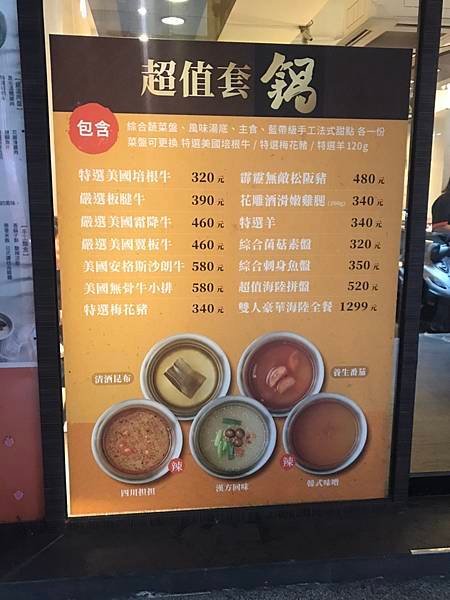 超值套鍋
包含
綜合蔬菜盤、風味湯底、主食、藍帶級手工法式甜點 各一份
菜盤可更換 特選美國培根牛 / 特選梅花豬 / 特選羊120g
特選美國培根牛 320元
嚴選板腱牛 390元
嚴選美國霜降牛 460元
嚴選美國翼板牛 460元
美國安格斯沙朗牛 580元
美國無骨牛小排 580元
特選梅花豬 340元
霹靂無敵松阪豬 480元
花雕酒滑嫩雞腿 340元
特選羊 340元
綜合菌菇素盤 320元
綜合刺身魚盤 350元
超值海陸拼盤 520元
雙人豪華海陸全餐 1299元
清酒昆布
養生番茄
辣
辣
四川担担
漢方回味
韓式味噌